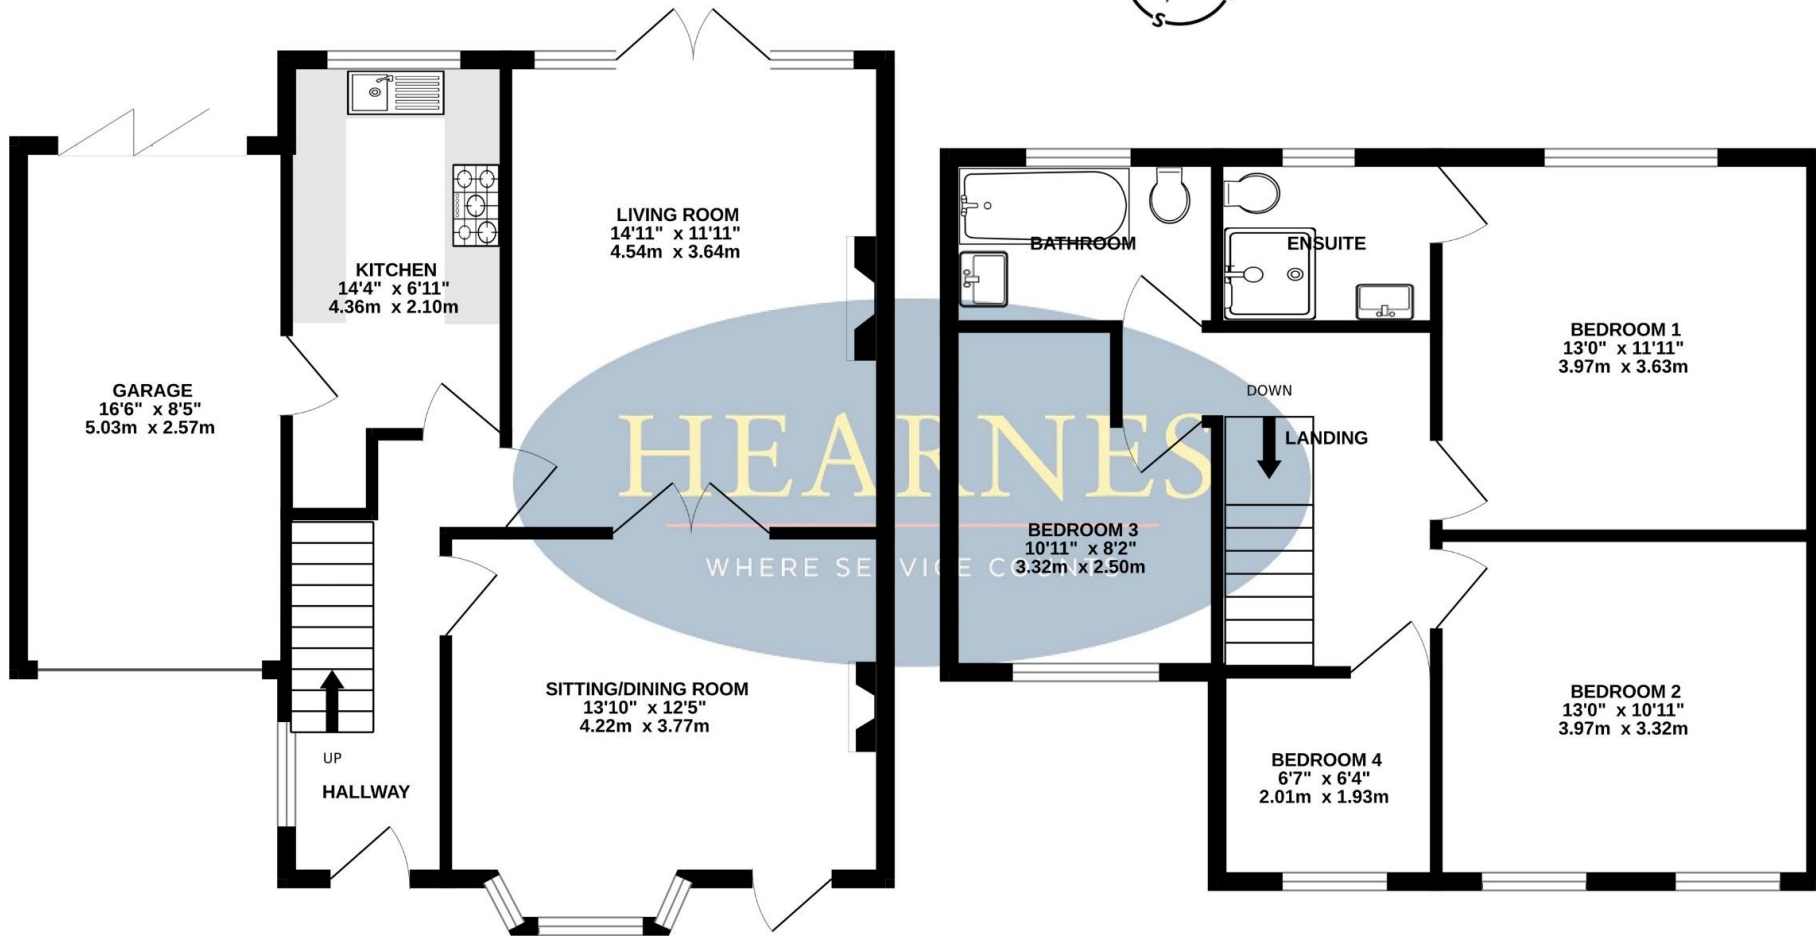 S
LIVING ROOM
14'11" x 11'11"
4.54m x 3.64m
KITCHEN
14'4" x 6'11"
4.36m x 2.10m
GARAGE
16'6" x 8'5"
5.03m x 2.57m
SITTING/DINING ROOM
13'10" x 12'5"
4.22m x 3.77m
UP
HALLWAY
HEARNES
WHERE SERVICE COUNTS
BATHROOM
ENSUITE
BEDROOM 1
13'0" x 11'11"
3.97m x 3.63m
DOWN
LANDING
BEDROOM 3
10'11" x 8'2"
3.32m x 2.50m
BEDROOM 2
13'0" x 10'11"
3.97m x 3.32m
BEDROOM 4
6'7" x 6'4"
2.01m x 1.93m